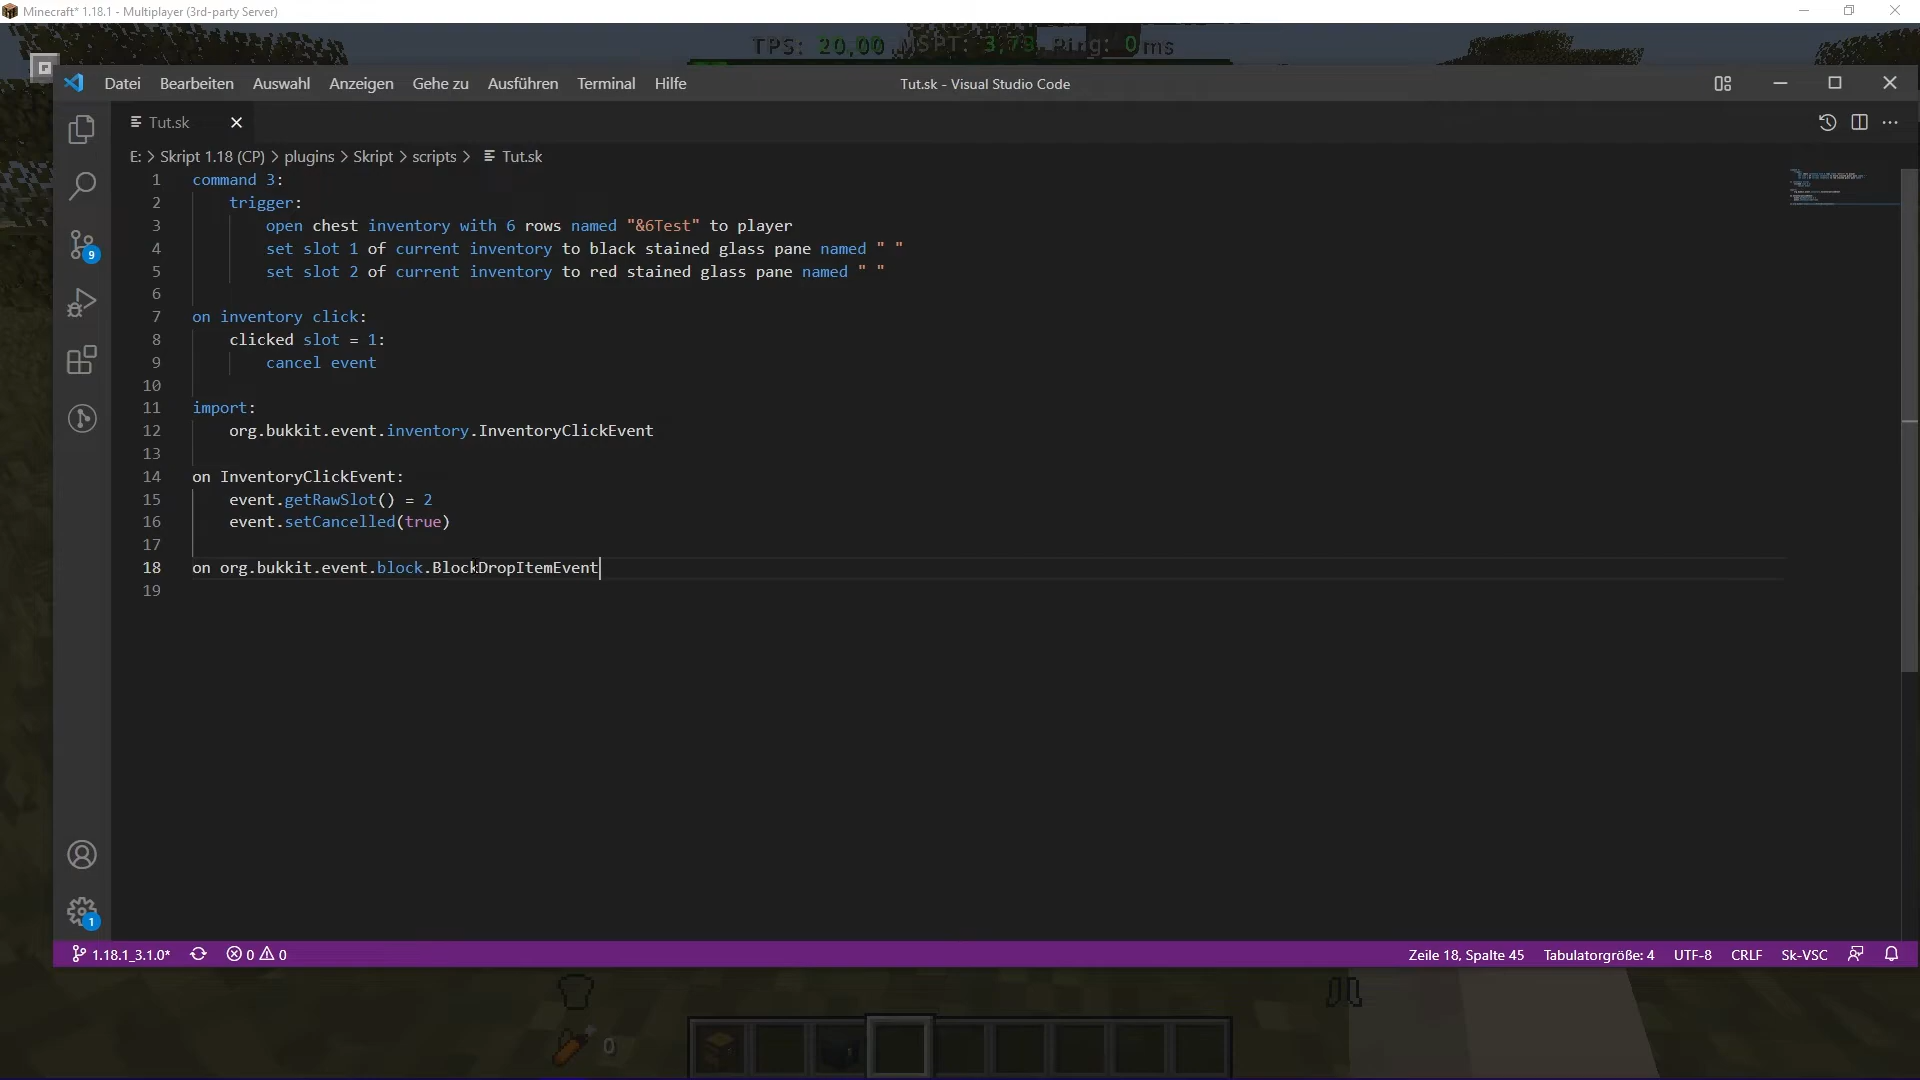 Minecraft* 1.18.1 - Multiplayer (3rd-party Server)
TPS: 20,00 MSPT: 3,78 Ping: 0ms
Datei Bearbeiten Auswahl Anzeigen Gehe zu Ausführen Terminal Hilfe
Tut.sk - Visual Studio Code
Tut.sk
E: > Skript 1.18 (CP) > plugins > Skript > scripts > Tut.sk
1 command 3:
2 trigger:
3 open chest inventory with 6 rows named "&6Test" to player
4 set slot 1 of current inventory to black stained glass pane named " "
5 set slot 2 of current inventory to red stained glass pane named " "
6
7 on inventory click:
8 clicked slot = 1:
9 cancel event
10
11 import:
12 org.bukkit.event.inventory.InventoryClickEvent
13
14 on InventoryClickEvent:
15 event.getRawSlot() = 2
16 event.setCancelled(true)
17
18 on org.bukkit.event.block.BlockDropItemEvent
19
9
1
1.18.1_3.1.0* 0 0 Zeile 18, Spalte 45 Tabulatorgröße: 4 UTF-8 CRLF Sk-VSC
0